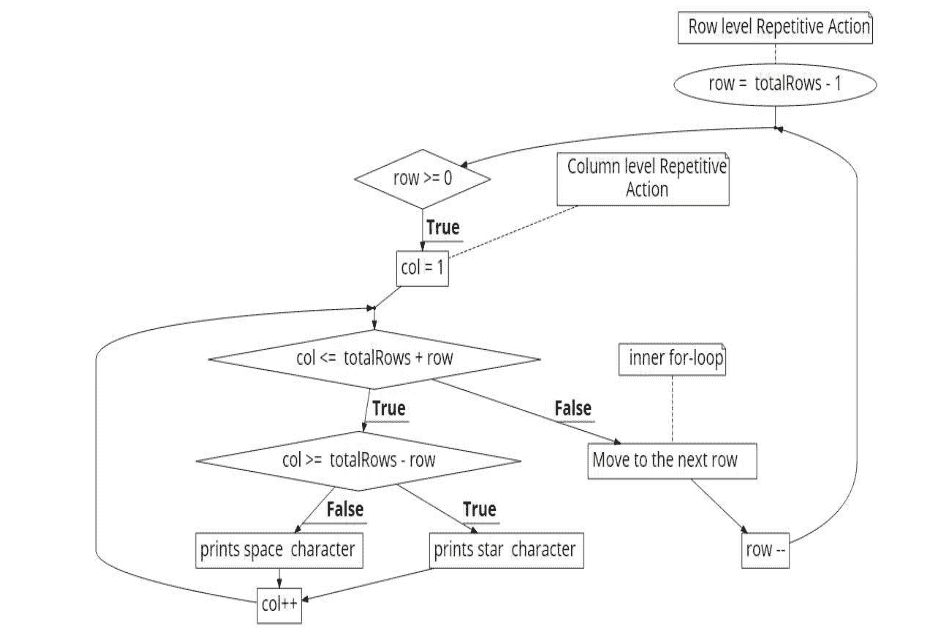 Row level Repetitive Action
row = totalRows - 1
row >= 0
Column level Repetitive
Action
True
col = 1
col <= totalRows + row
inner for-loop
True
False
col >= totalRows - row
Move to the next row
False
True
prints space character
prints star character
row --
col++